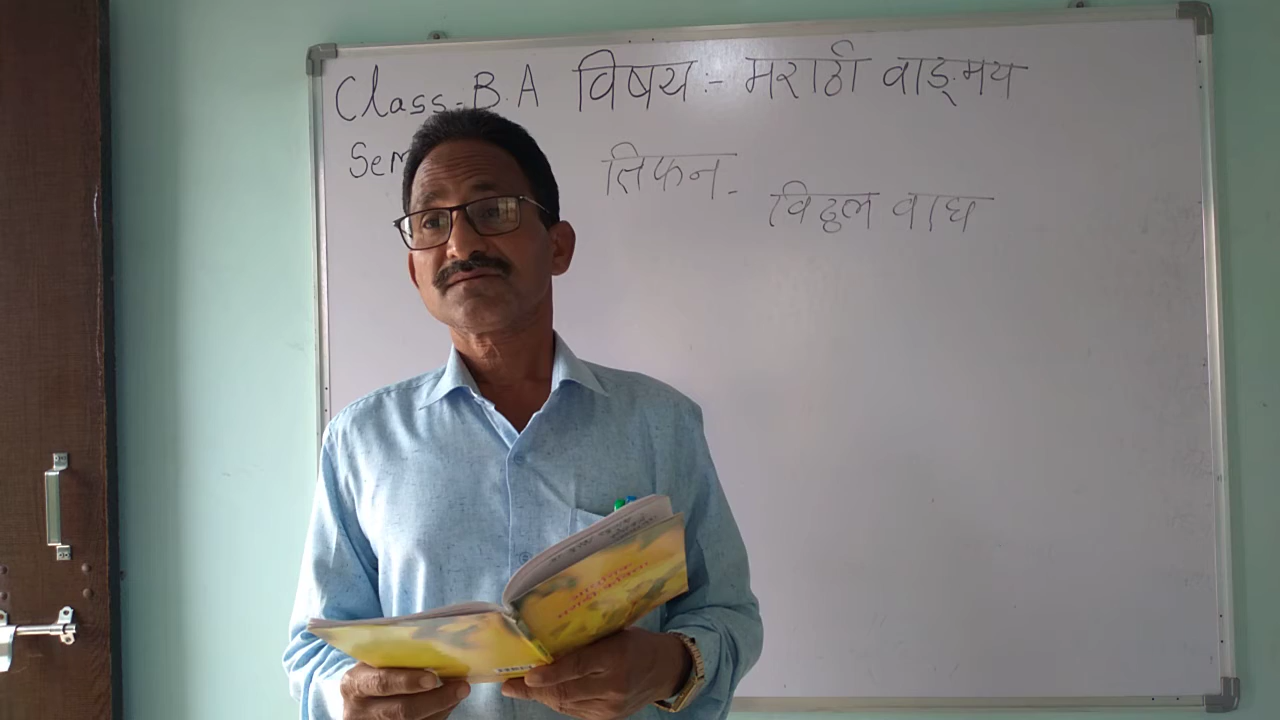 Class-B.A विषय:- मराठी वाङ्मय
Sem
तिफन-
विठ्ठल वाघ